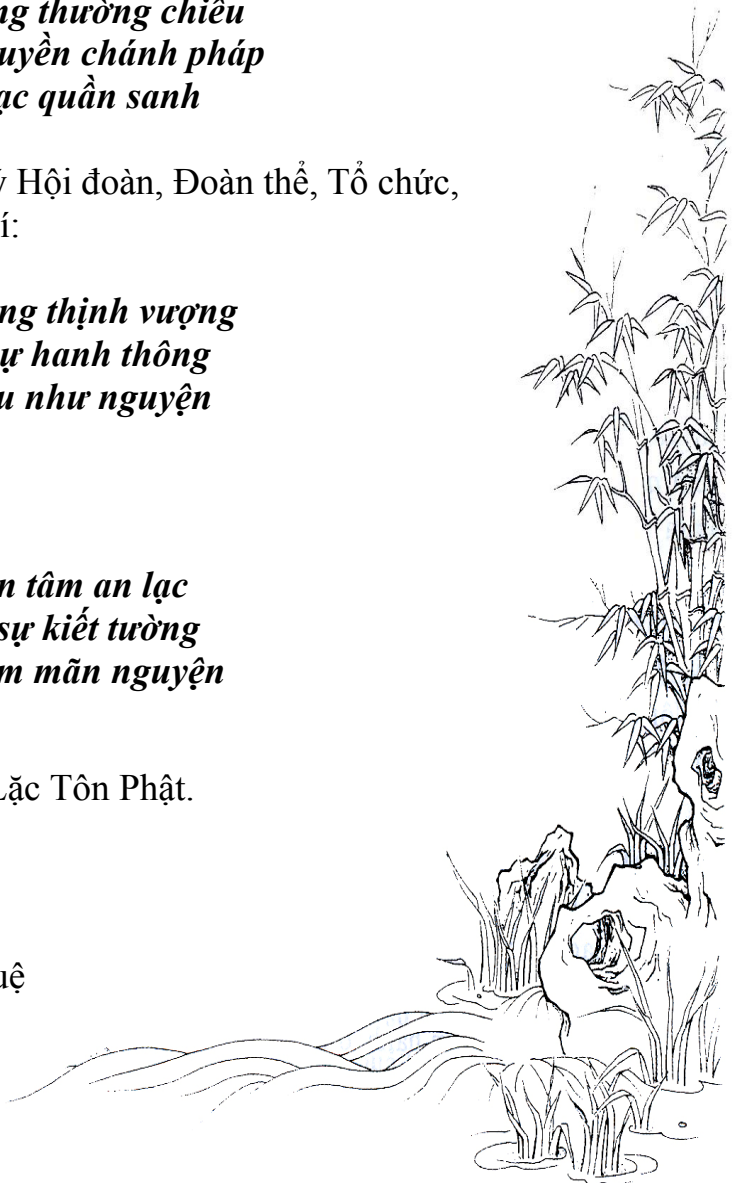 ng thường chiếu
uyền chánh pháp
ạc quần sanh
ý Hội đoàn, Đoàn thể, Tổ chức,
í:
ng thịnh vượng
ự hanh thông
u như nguyện
n tâm an lạc
sự kiết tường
m mãn nguyện
Lặc Tôn Phật.
uệ